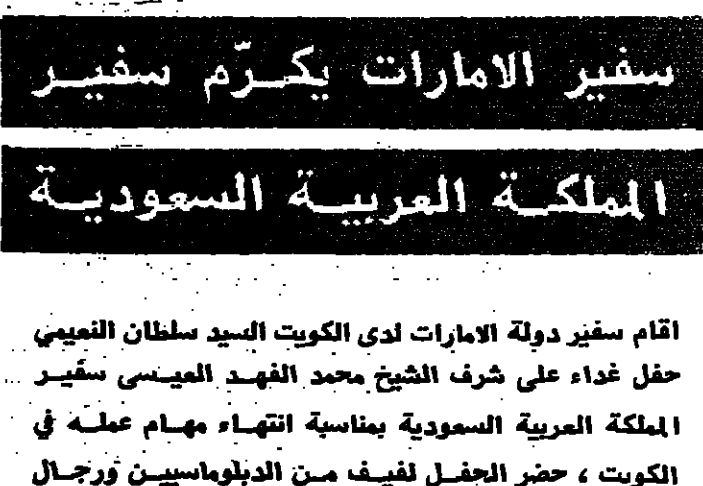 سفير الامارات يكرّم سفير
المملكة العربية السعودية
اقام سفير دولة الامارات لدى الكويت السيد سلطان النعيمي
حفل غداء على شرف الشيخ محمد الفهد العيسى سفير
المملكة العربية السعودية بمناسبة انتهاء مهام عمله في
الكويت ، حضر الحفل لفيف من الدبلوماسيين ورجال